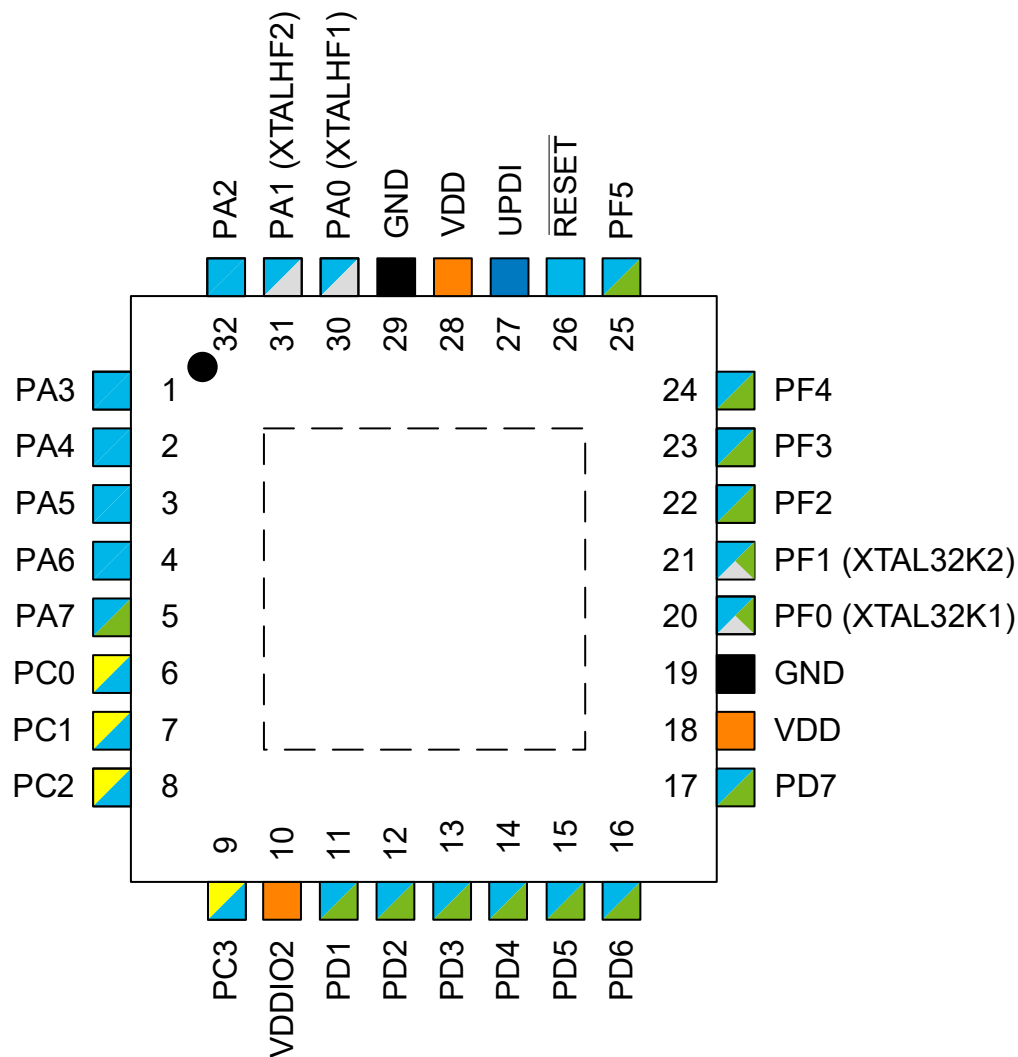 PA2
PA1 (XTALHF2)
PA0 (XTALHF1)
GND
VDD
UPDI
RESET
PF5
32
31
30
29
28
27
26
25
PA3 1
PA4 2
PA5 3
PA6 4
PA7 5
PC0 6
PC1 7
PC2 8
24 PF4
23 PF3
22 PF2
21 PF1 (XTAL32K2)
20 PF0 (XTAL32K1)
19 GND
18 VDD
17 PD7
9
10
11
12
13
14
15
16
PC3
VDDIO2
PD1
PD2
PD3
PD4
PD5
PD6